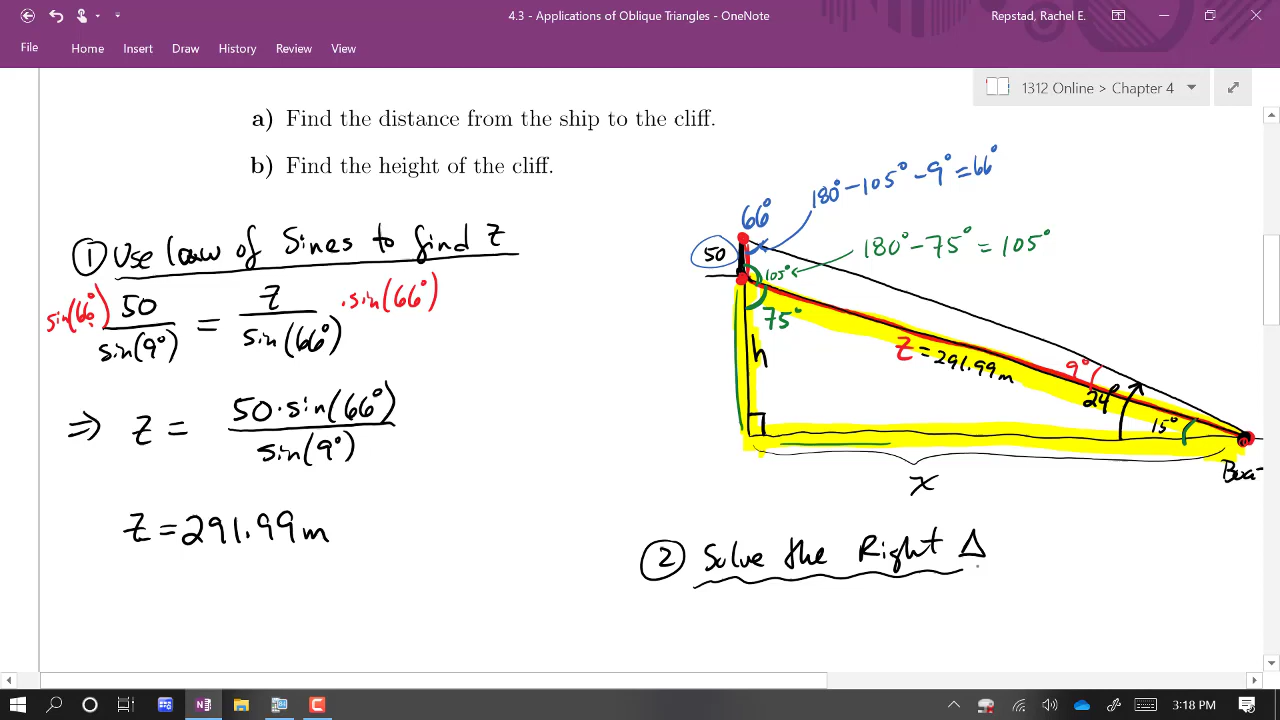 4.3 - Applications of Oblique Triangles - OneNote
Repstad, Rachel E.
File Home Insert Draw History Review View
1312 Online > Chapter 4
a) Find the distance from the ship to the cliff.
b) Find the height of the cliff.
180°-105°-9°=66°
66°
① Use law of Sines to find z
50
180°-75°=105°
105°
sin(66°) 50/sin(9°) = z/sin(66°) ·sin(66°)
75°
h
z=291.99m
9°
24°
15°
⇒ z = 50·sin(66°)/sin(9°)
x
z=291.99m
② Solve the Right Δ
3:18 PM